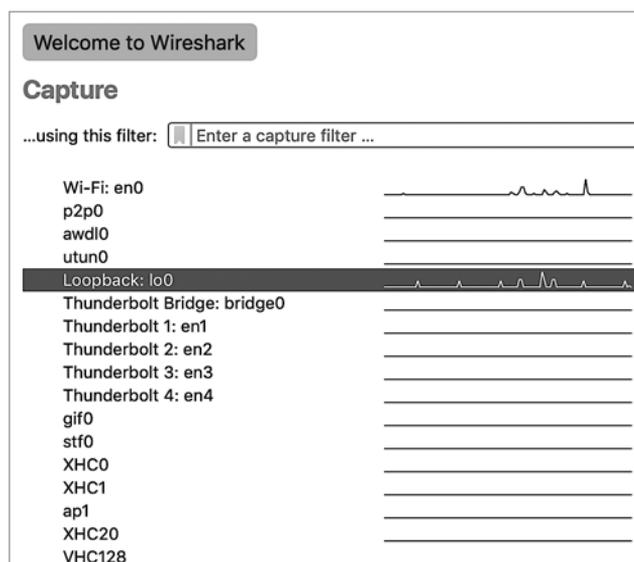 Welcome to Wireshark
Capture
...using this filter: Enter a capture filter ...
Wi-Fi: en0
p2p0
awdl0
utun0
Loopback: lo0
Thunderbolt Bridge: bridge0
Thunderbolt 1: en1
Thunderbolt 2: en2
Thunderbolt 3: en3
Thunderbolt 4: en4
gif0
stf0
XHC0
XHC1
ap1
XHC20
VHC128